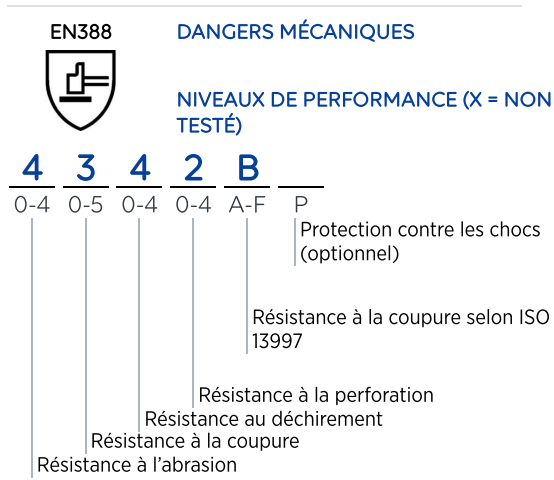 EN388
DANGERS MÉCANIQUES
NIVEAUX DE PERFORMANCE (X = NON
TESTÉ)
4 3 4 2 B
0-4 0-5 0-4 0-4 A-F P
Protection contre les chocs
(optionnel)
Résistance à la coupure selon ISO
13997
Résistance à la perforation
Résistance au déchirement
Résistance à la coupure
Résistance à l’abrasion